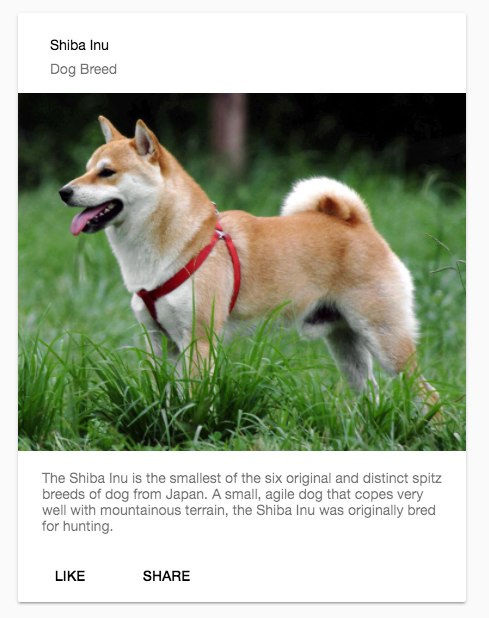 Shiba Inu
Dog Breed
The Shiba Inu is the smallest of the six original and distinct spitz
breeds of dog from Japan. A small, agile dog that copes very
well with mountainous terrain, the Shiba Inu was originally bred
for hunting.
LIKE SHARE